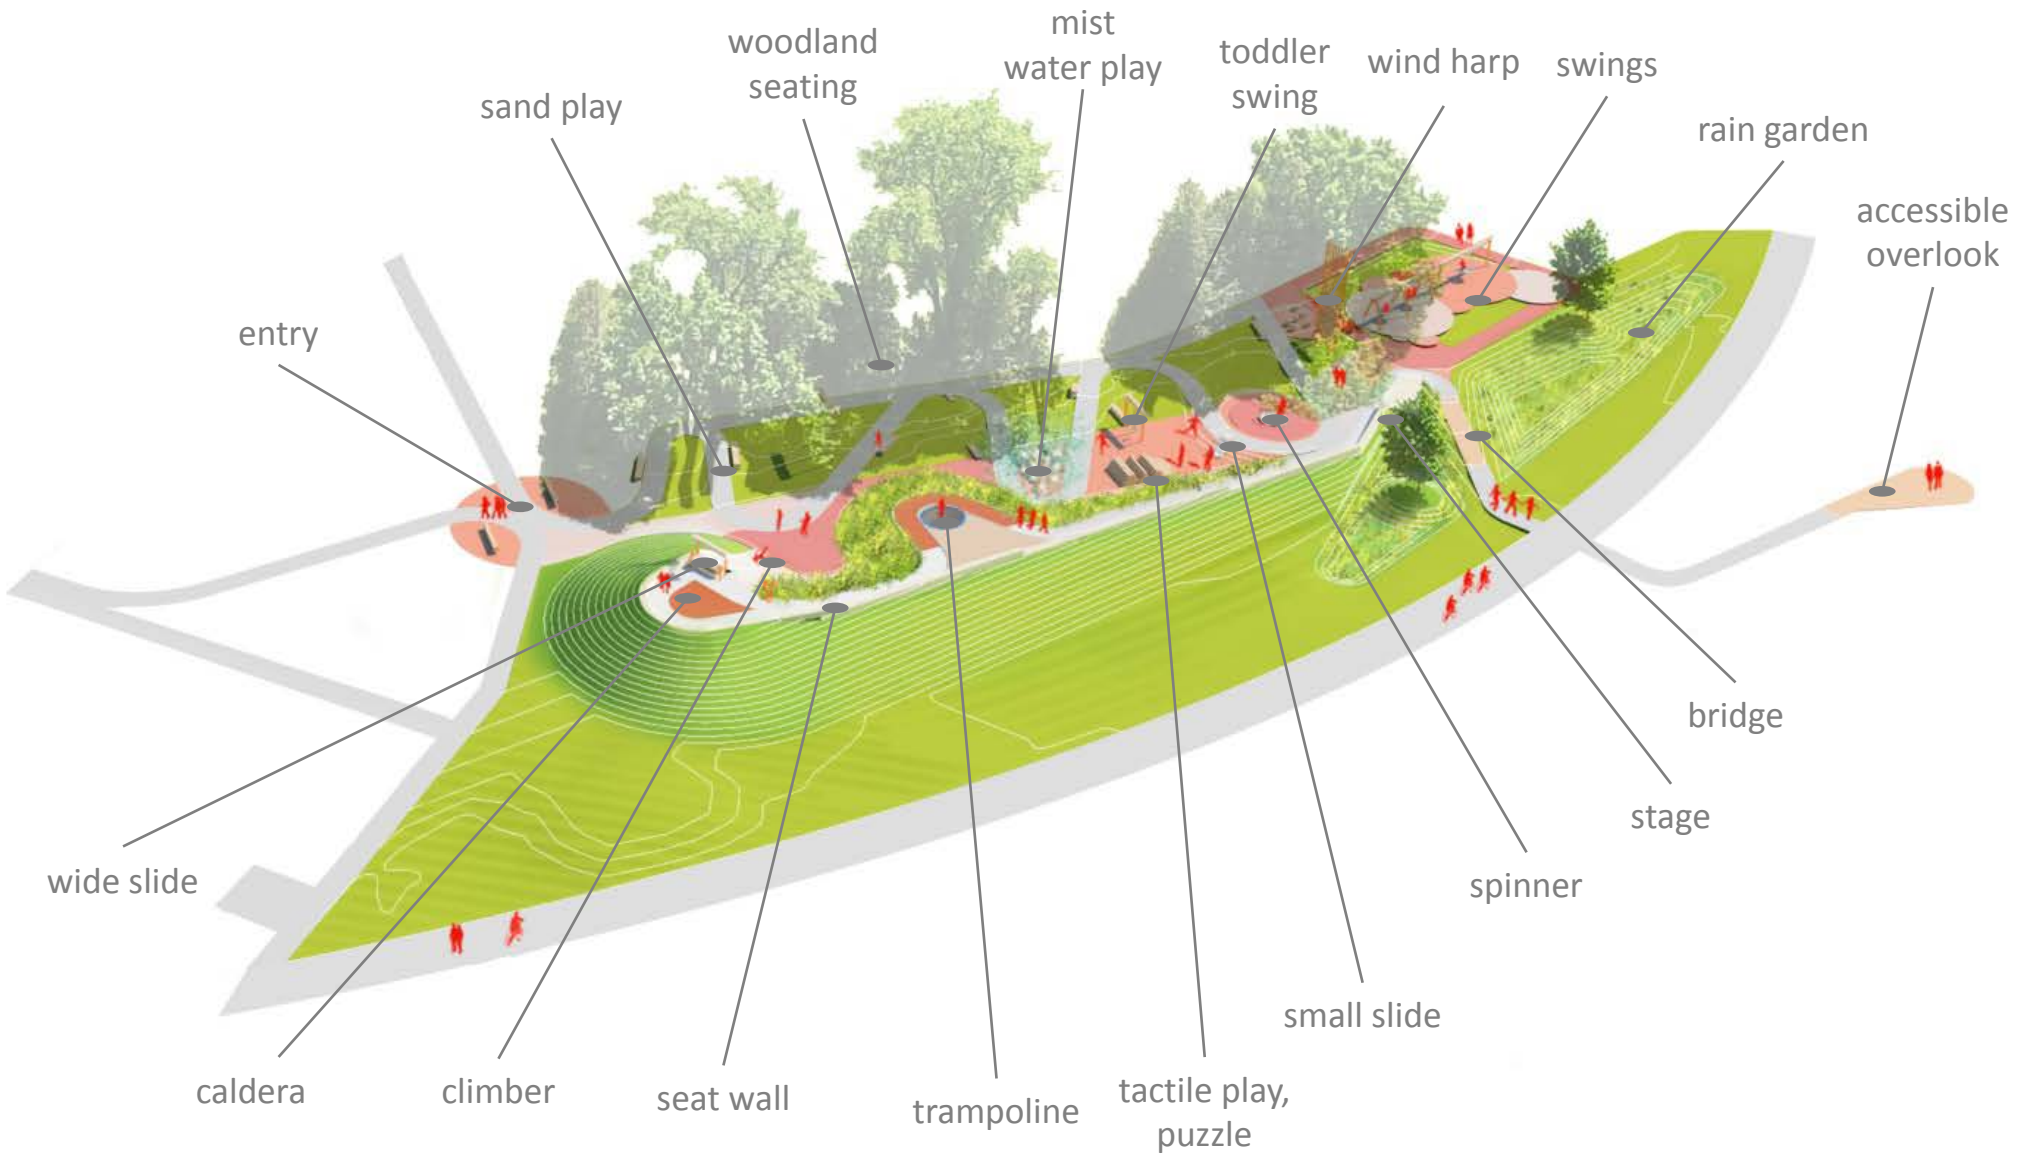 mist
water play
woodland
seating
toddler
swing
wind harp
swings
sand play
rain garden
accessible
overlook
entry
bridge
stage
wide slide
spinner
small slide
caldera
climber
seat wall
trampoline
tactile play,
puzzle